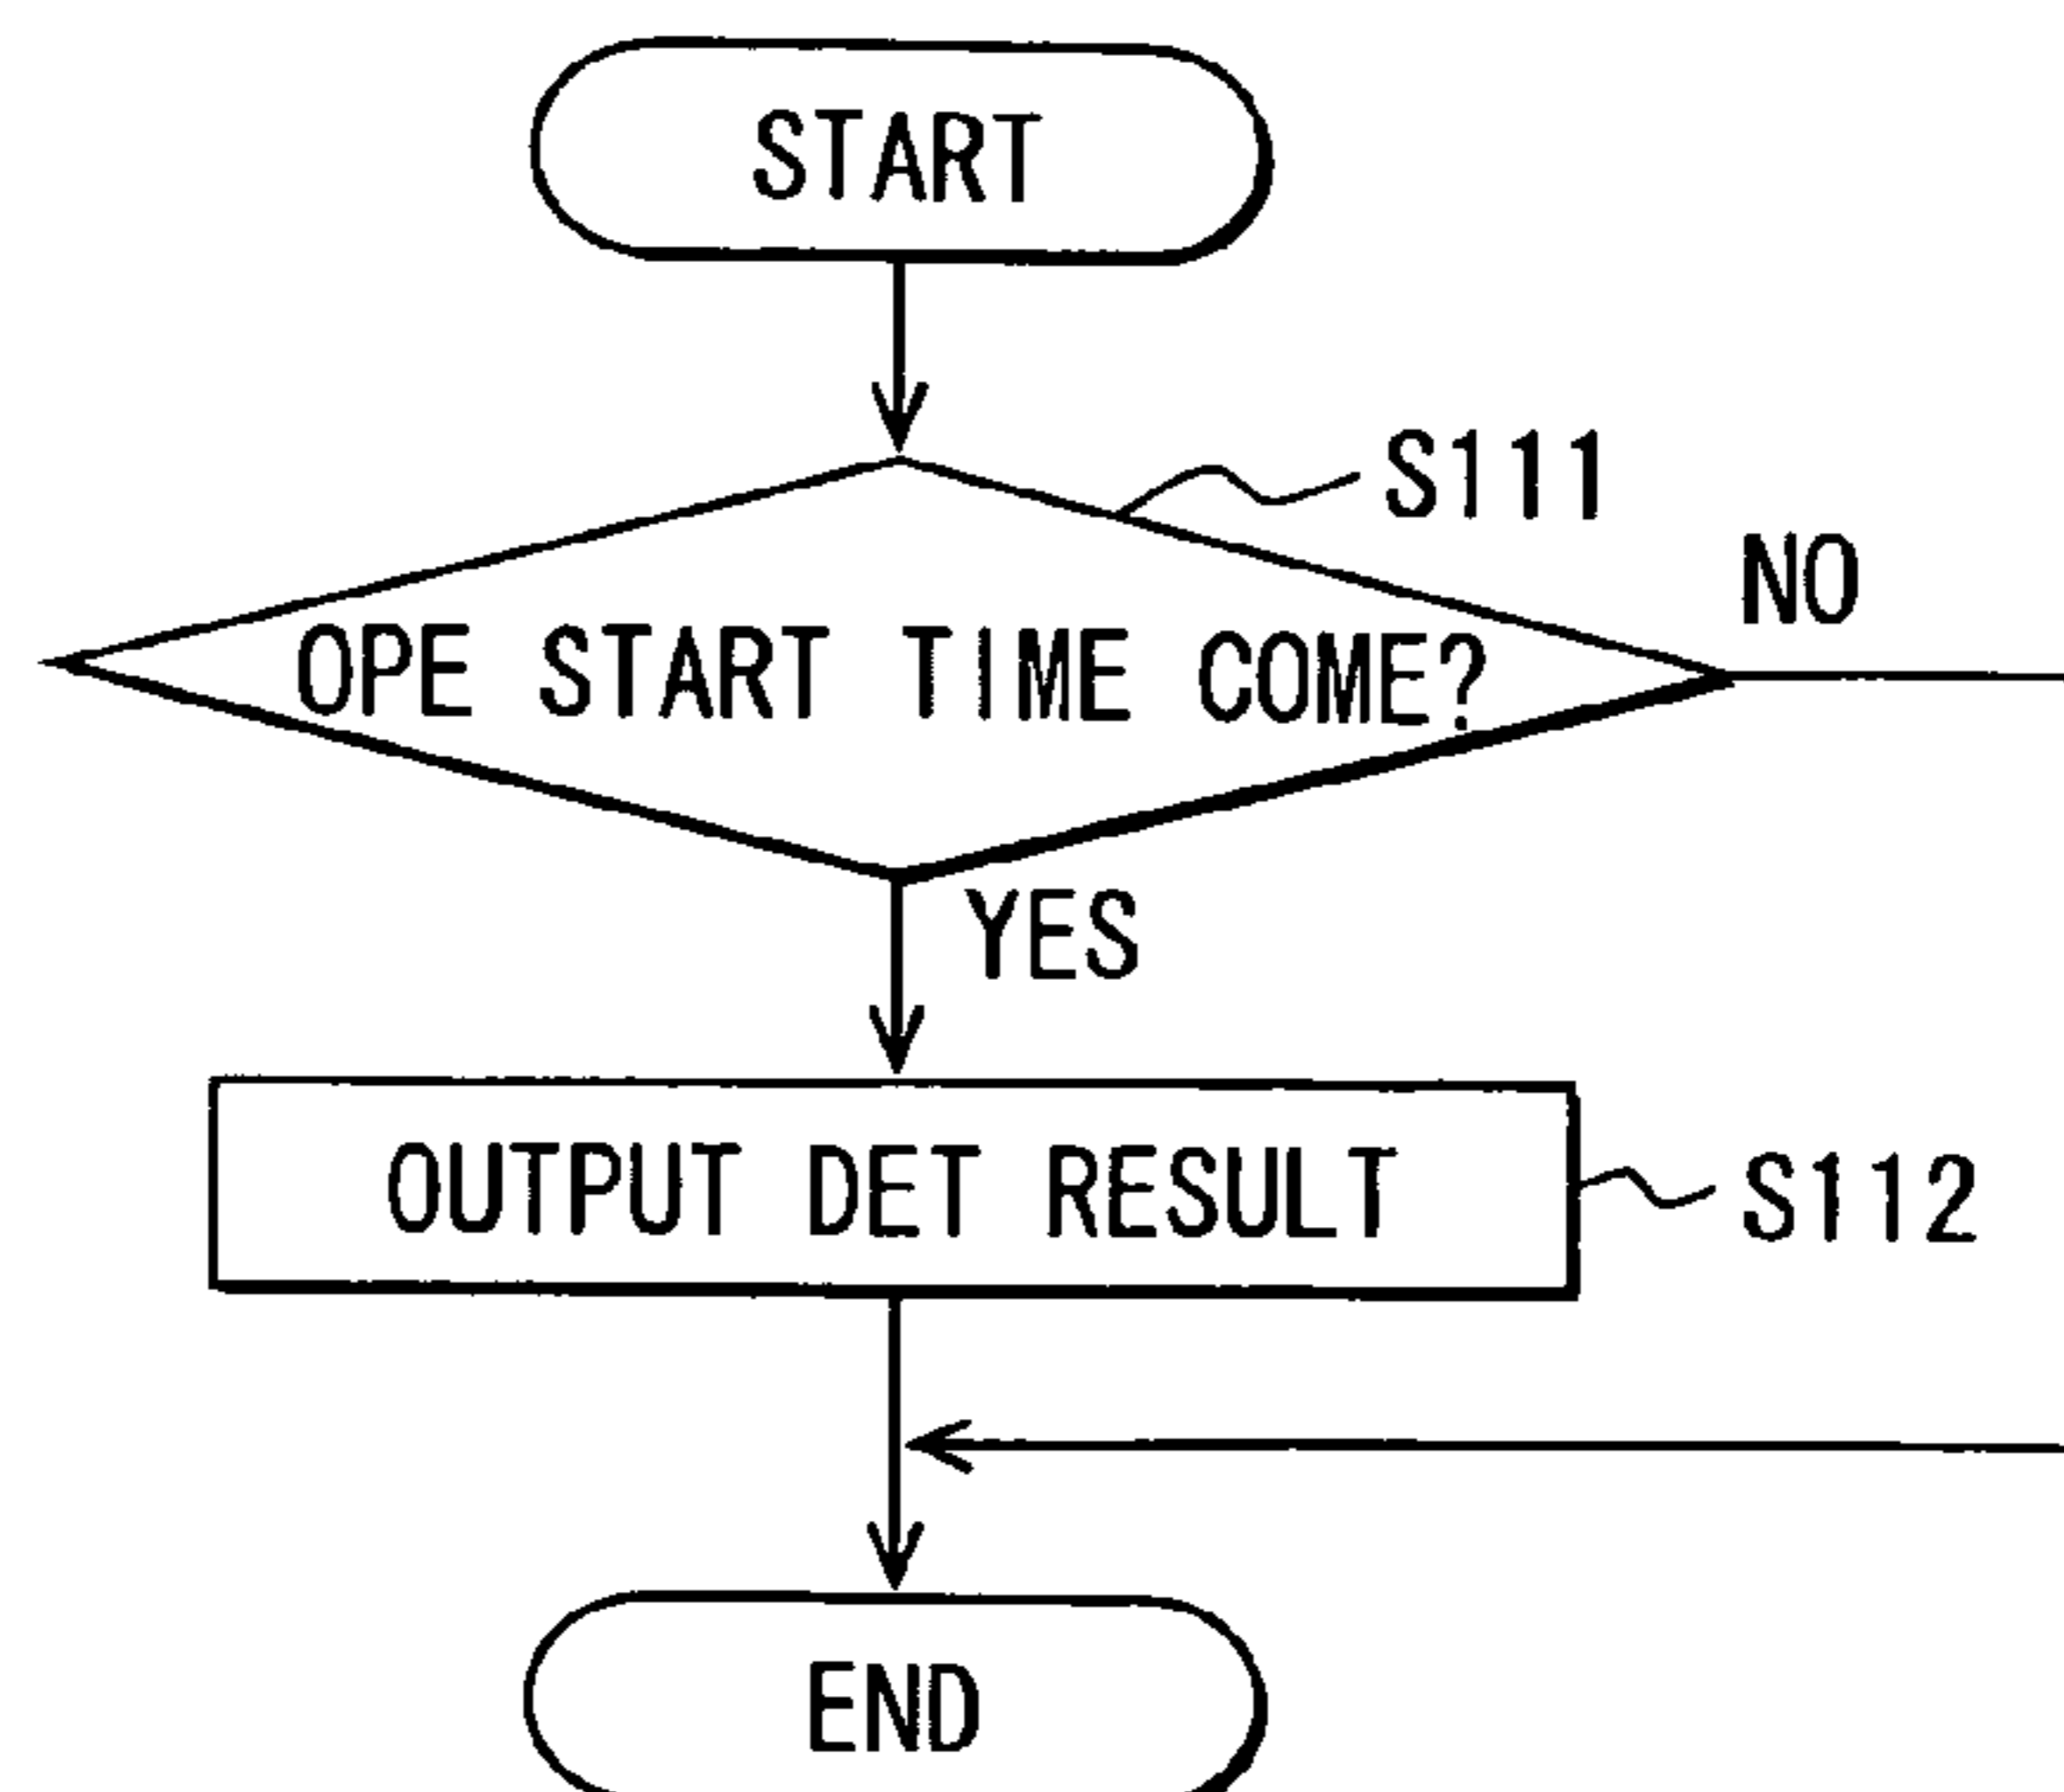 START
S111
NO
OPE START TIME COME?
YES
OUTPUT DET RESULT
S112
END